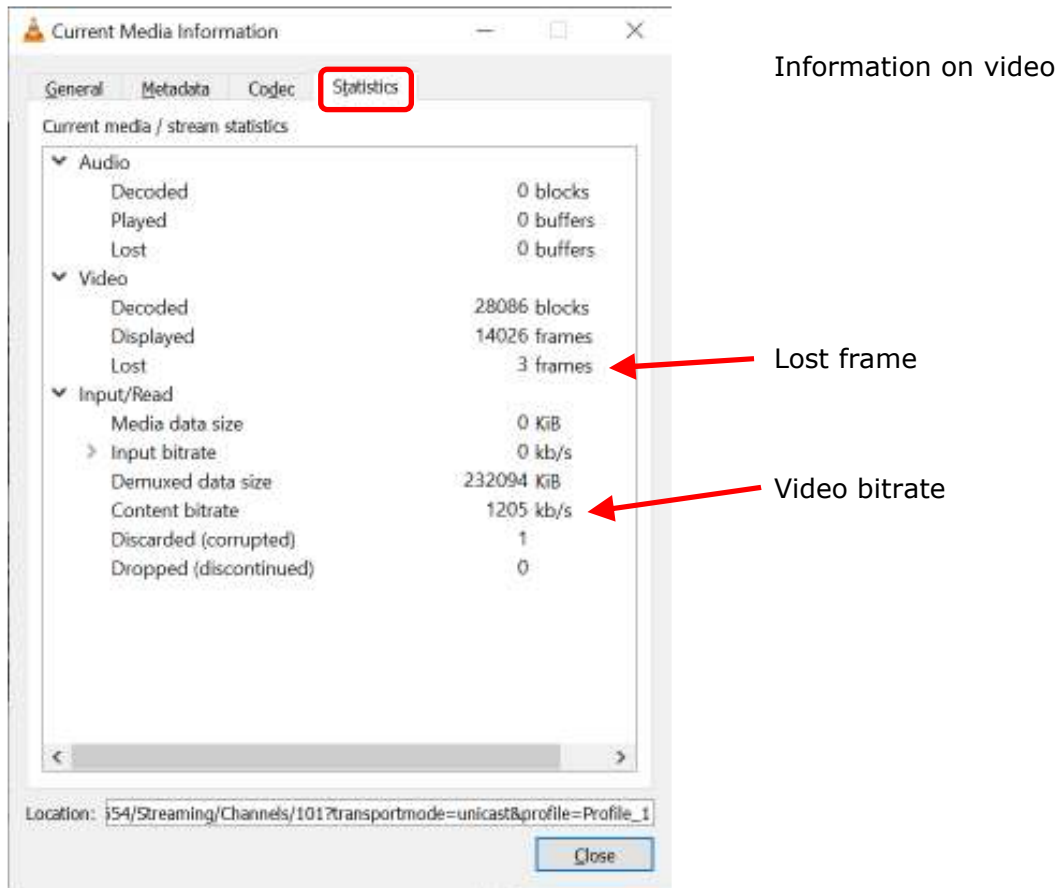 Current Media Information
Information on video
General Metadata Codec Statistics
Current media / stream statistics
Audio
Decoded 0 blocks
Played 0 buffers
Lost 0 buffers
Video
Decoded 28086 blocks
Displayed 14026 frames
Lost 3 frames
Lost frame
Input/Read
Media data size 0 KiB
Input bitrate 0 kb/s
Demuxed data size 232094 KiB
Video bitrate
Content bitrate 1205 kb/s
Discarded (corrupted) 1
Dropped (discontinued) 0
Location: 554/Streaming/Channels/101?transportmode=unicast&profile=Profile_1
Close